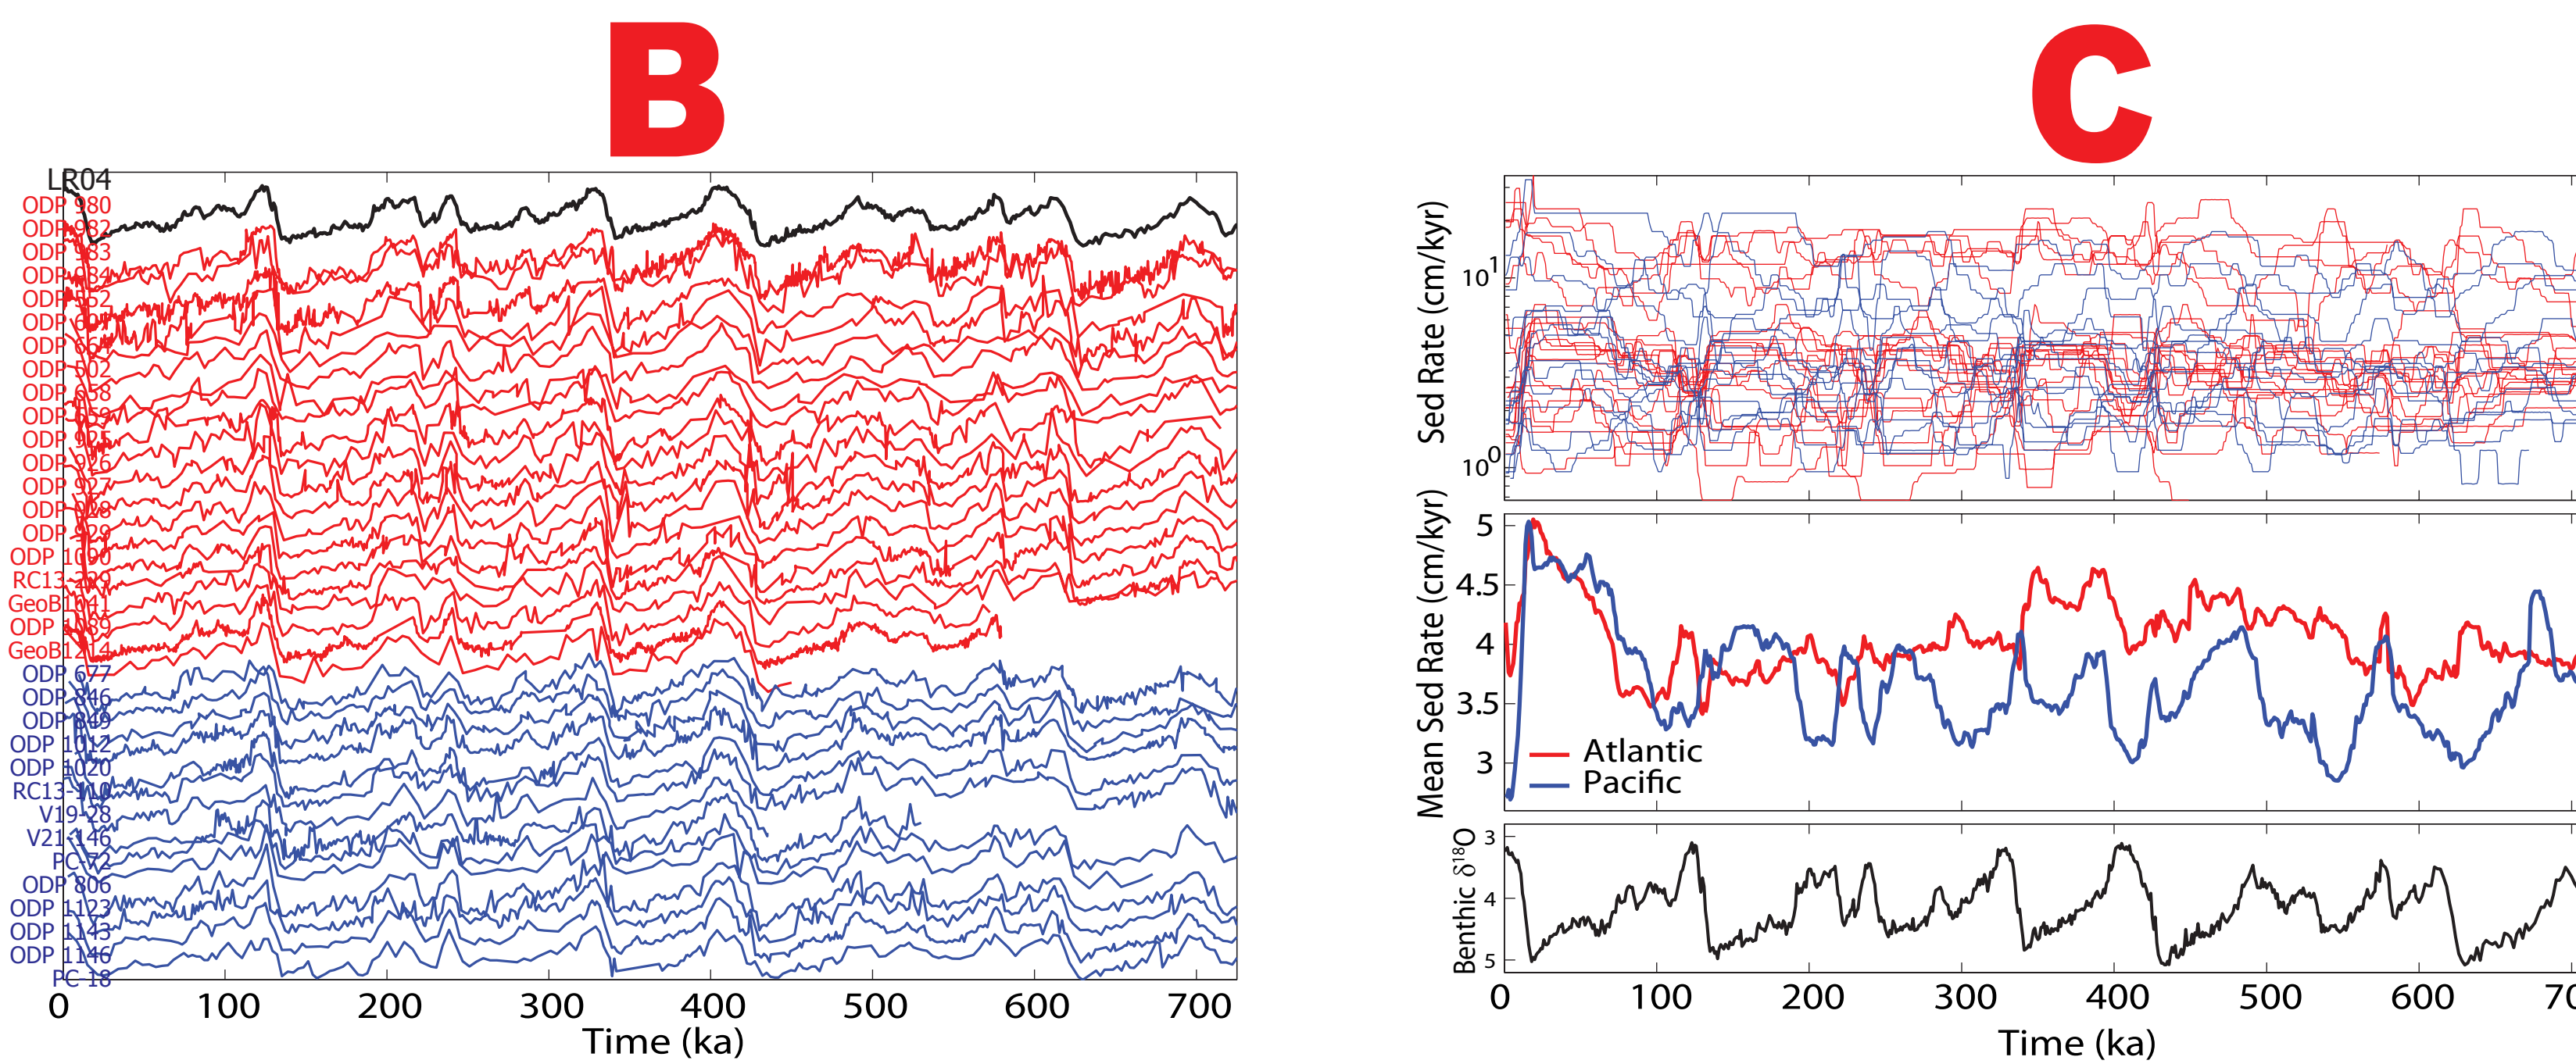 B
LR04
ODP 980
ODP 982
ODP 983
ODP 984
ODP 552
ODP 607
ODP 664
ODP 502
ODP 658
ODP 659
ODP 925
ODP 926
ODP 927
ODP 928
ODP 929
ODP 1090
RC13-229
GeoB1041
ODP 1089
GeoB1214
ODP 677
ODP 846
ODP 849
ODP 1012
ODP 1020
RC13-110
V19-28
V21-146
PC-72
ODP 806
ODP 1123
ODP 1143
ODP 1146
PC-18
0 100 200 300 400 500 600 700
Time (ka)
C
Sed Rate (cm/kyr)
10¹
10⁰
Mean Sed Rate (cm/kyr)
5
4.5
4
3.5
3
Atlantic
Pacific
Benthic δ¹⁸O
3
4
5
0 100 200 300 400 500 600 70
Time (ka)